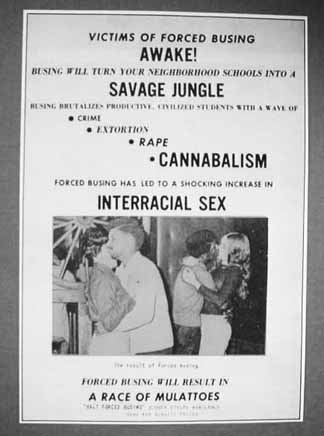 VICTIMS OF FORCED BUSING
AWAKE!
BUSING WILL TURN YOUR NEIGHBORHOOD SCHOOLS INTO A
SAVAGE JUNGLE
BUSING BRUTALIZES PRODUCTIVE, CIVILIZED STUDENTS WITH A WAVE OF
• CRIME
• EXTORTION
• RAPE
• CANNABALISM
FORCED BUSING HAS LED TO A SHOCKING INCREASE IN
INTERRACIAL SEX
The result of forced busing
FORCED BUSING WILL RESULT IN
A RACE OF MULATTOES
"HALT FORCED BUSING"